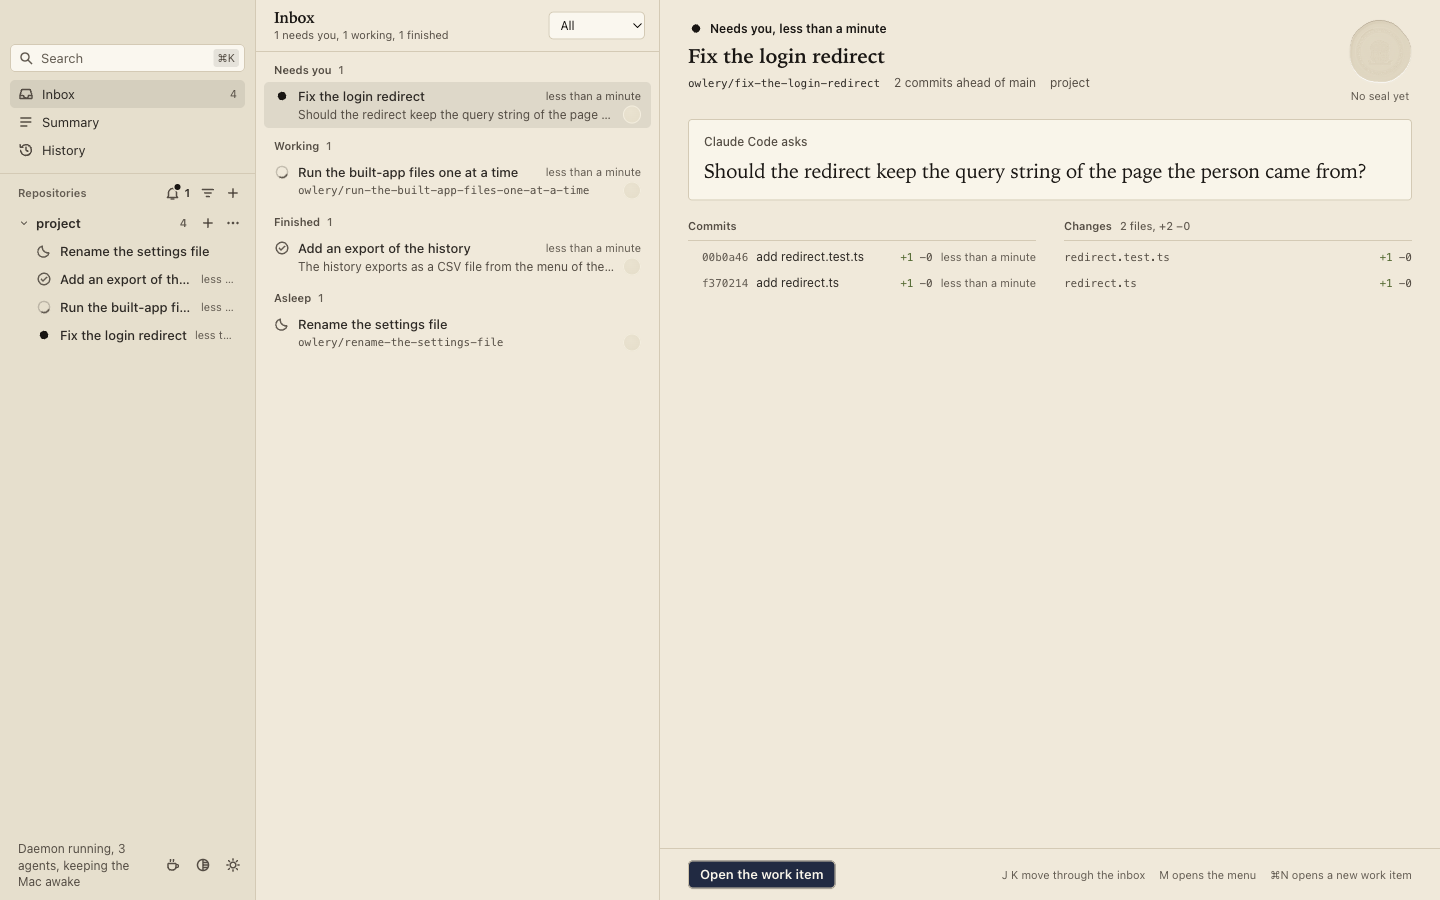 Search ⌘K
Inbox 4
Summary
History
Repositories 1
project 4
Rename the settings file
Add an export of th... less ...
Run the built-app fi... less ...
Fix the login redirect less t...
Daemon running, 3
agents, keeping the
Mac awake
Inbox
1 needs you, 1 working, 1 finished
All
Needs you 1
Fix the login redirect less than a minute
Should the redirect keep the query string of the page ...
Working 1
Run the built-app files one at a time less than a minute
owlery/run-the-built-app-files-one-at-a-time
Finished 1
Add an export of the history less than a minute
The history exports as a CSV file from the menu of the...
Asleep 1
Rename the settings file
owlery/rename-the-settings-file
Needs you, less than a minute
Fix the login redirect
owlery/fix-the-login-redirect 2 commits ahead of main project
No seal yet
Claude Code asks
Should the redirect keep the query string of the page the person came from?
Commits
00b0a46 add redirect.test.ts +1 −0 less than a minute
f370214 add redirect.ts +1 −0 less than a minute
Changes 2 files, +2 −0
redirect.test.ts +1 −0
redirect.ts +1 −0
Open the work item
J K move through the inbox M opens the menu ⌘N opens a new work item